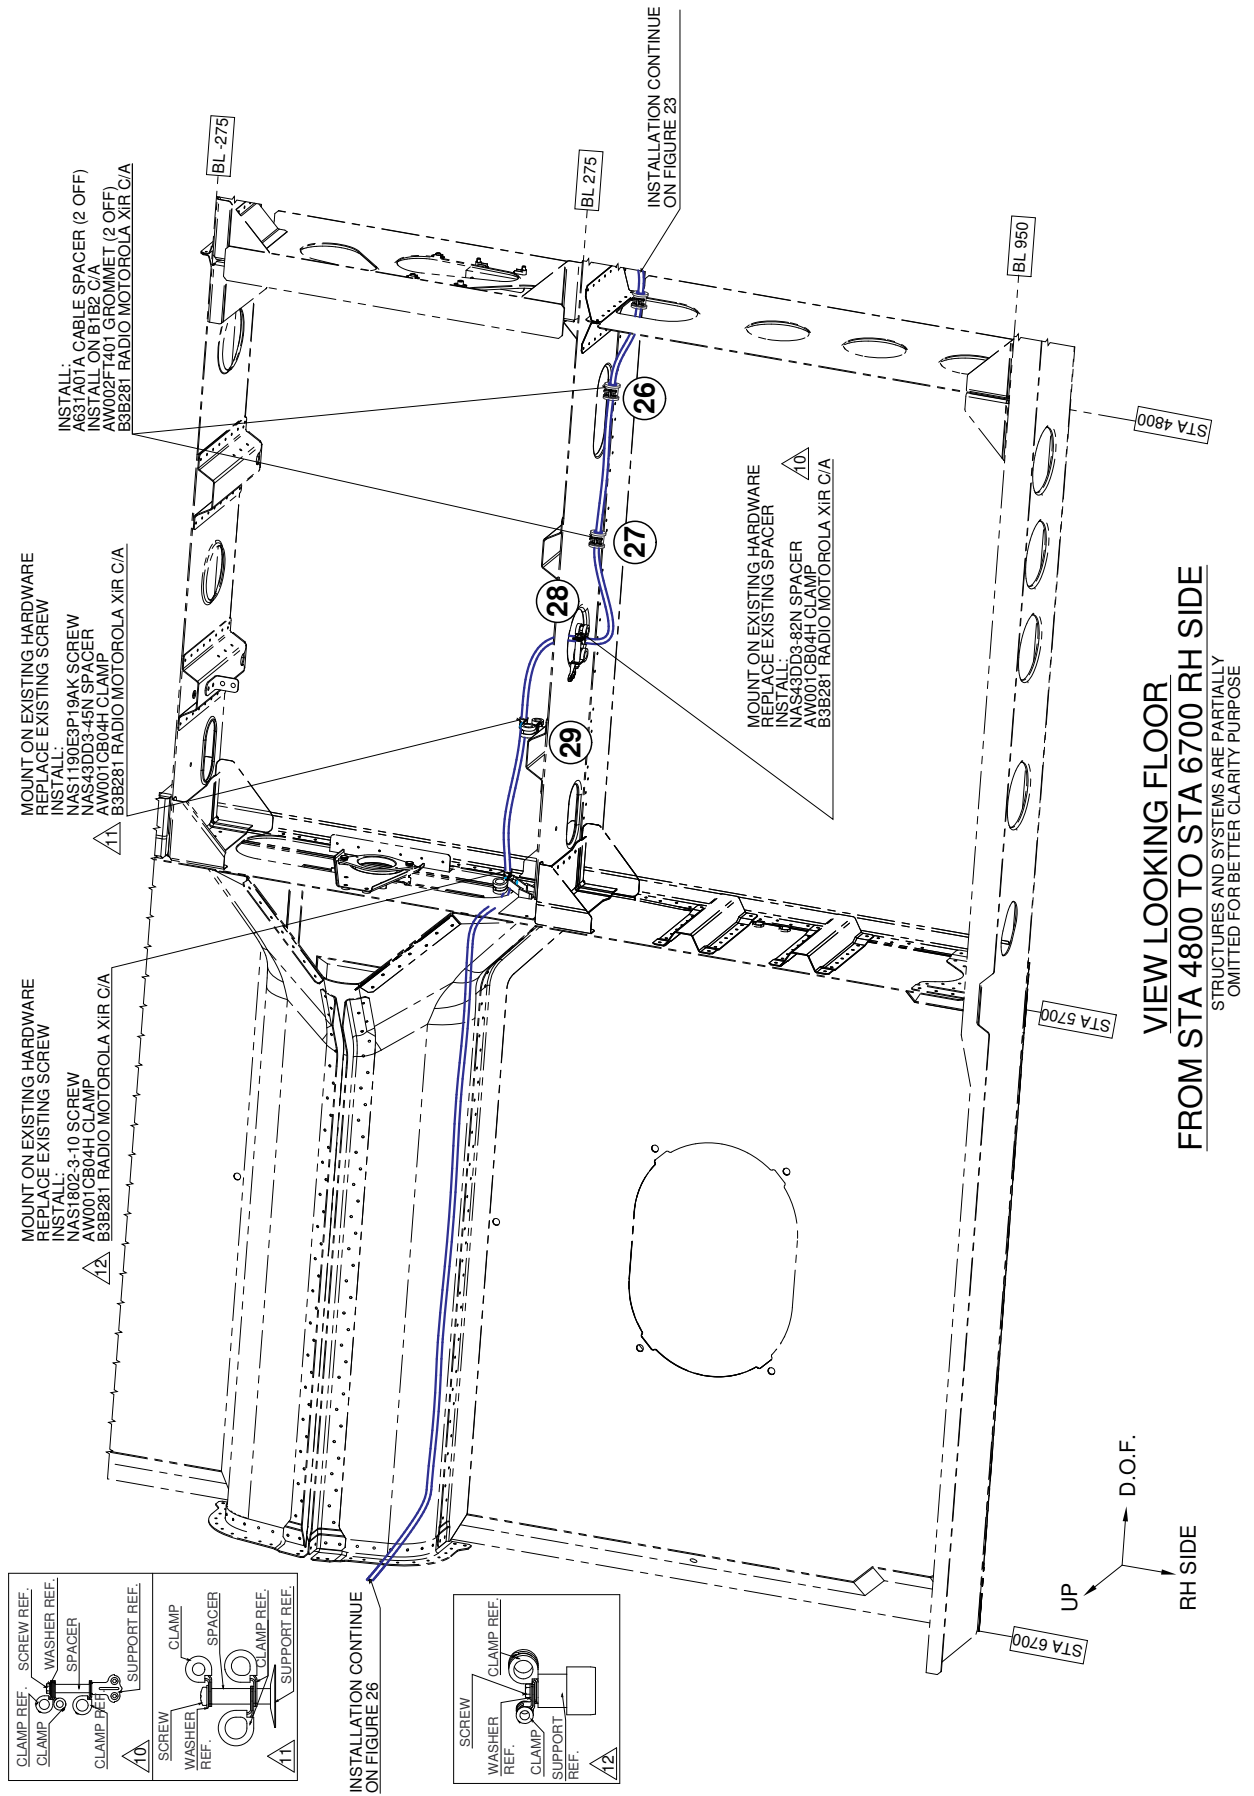 INSTALL:
A631A01A CABLE SPACER (2 OFF)
INSTALL ON B1B2 C/A
AW002FT401 GROMMET (2 OFF)
B3B281 RADIO MOTOROLA XiR C/A
BL -275
BL 275
INSTALLATION CONTINUE
ON FIGURE 23
BL 950
STA 4800
MOUNT ON EXISTING HARDWARE
REPLACE EXISTING SCREW
INSTALL:
NAS1190E3P19AK SCREW
NAS43DD3-45N SPACER
AW001CB04H CLAMP
B3B281 RADIO MOTOROLA XiR C/A
11
26
27
28
29
MOUNT ON EXISTING HARDWARE
REPLACE EXISTING SPACER
INSTALL:
NAS43DD3-82N SPACER
AW001CB04H CLAMP
B3B281 RADIO MOTOROLA XiR C/A
10
MOUNT ON EXISTING HARDWARE
REPLACE EXISTING SCREW
INSTALL:
NAS1802-3-10 SCREW
AW001CB04H CLAMP
B3B281 RADIO MOTOROLA XiR C/A
12
STA 5700
STA 6700
CLAMP REF.
CLAMP
CLAMP REF.
SCREW REF.
WASHER REF.
SPACER
SUPPORT REF.
10
SCREW
WASHER
REF.
CLAMP
SPACER
CLAMP REF.
SUPPORT REF.
11
INSTALLATION CONTINUE
ON FIGURE 26
SCREW
WASHER
REF.
CLAMP
SUPPORT
REF.
CLAMP REF.
12
UP
D.O.F.
RH SIDE
VIEW LOOKING FLOOR
FROM STA 4800 TO STA 6700 RH SIDE
STRUCTURES AND SYSTEMS ARE PARTIALLY
OMITTED FOR BETTER CLARITY PURPOSE